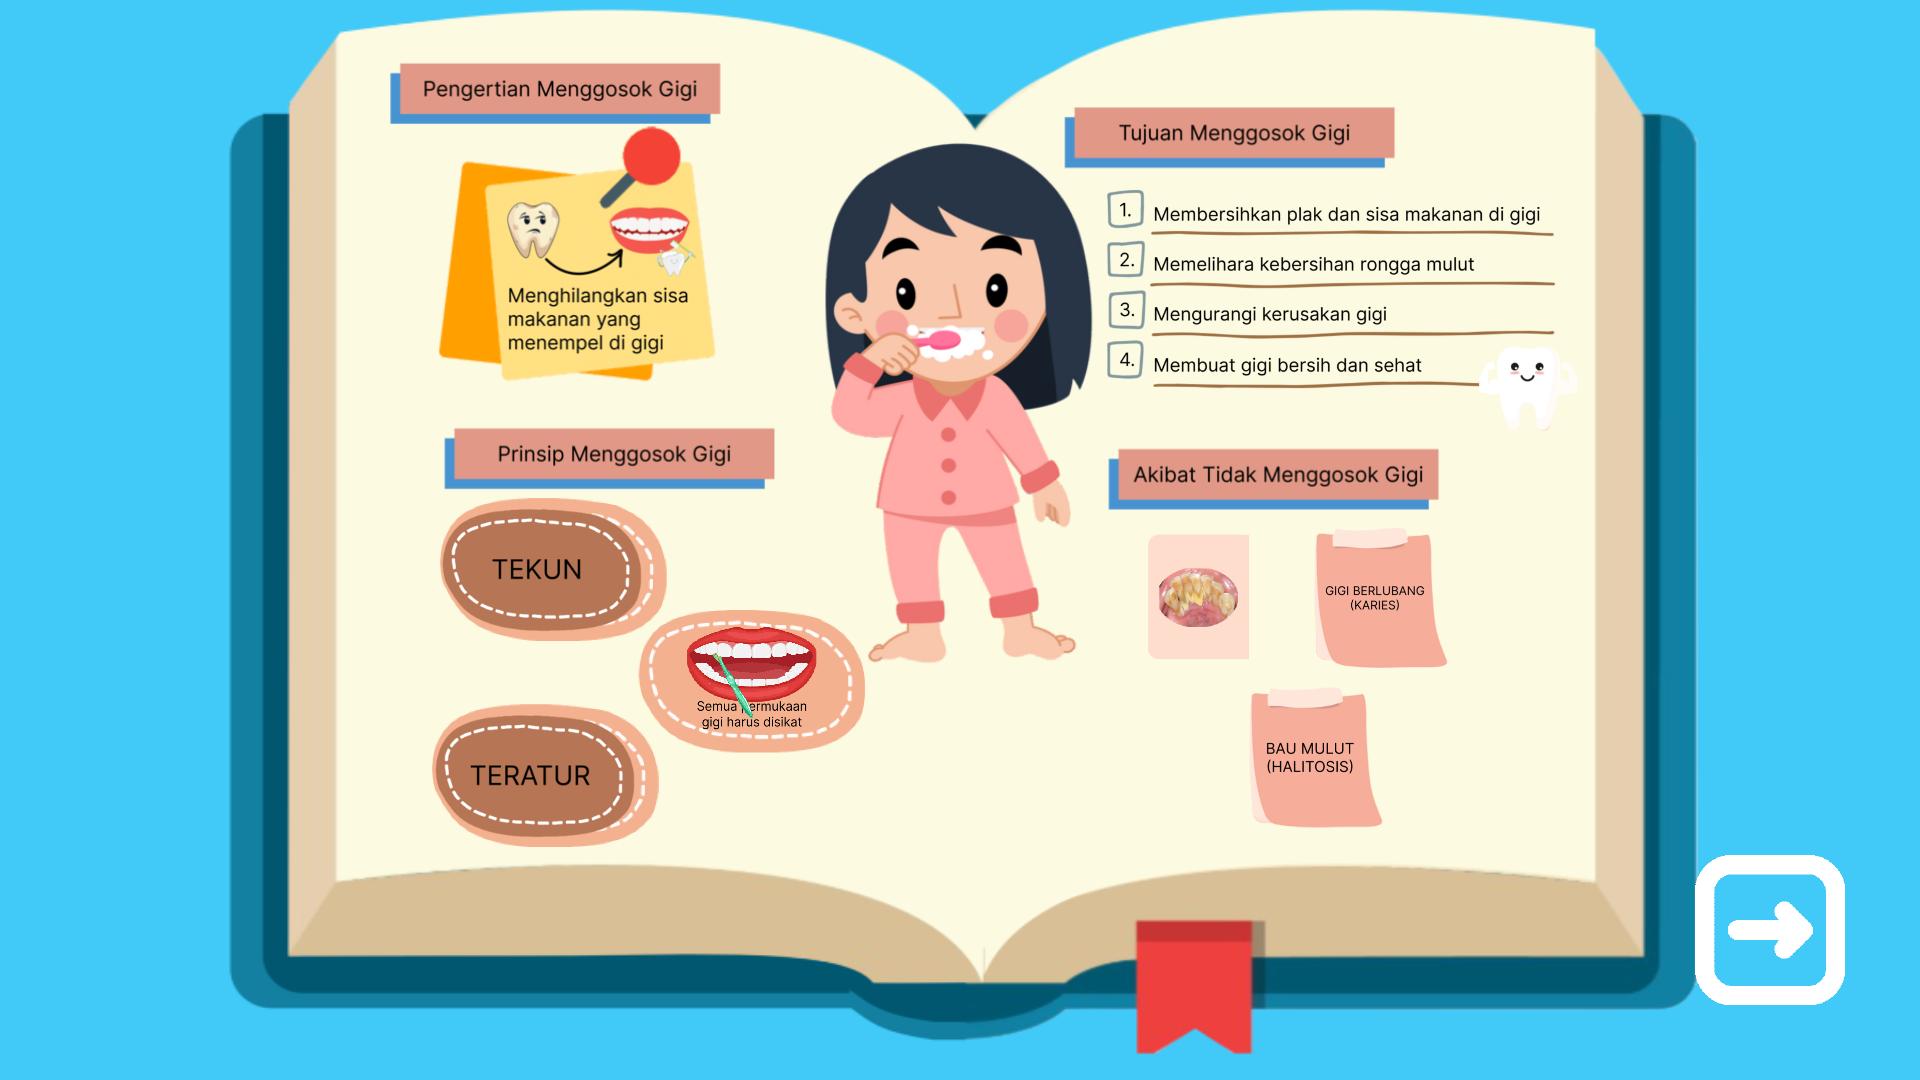 Pengertian Menggosok Gigi
Menghilangkan sisa
makanan yang
menempel di gigi
Prinsip Menggosok Gigi
TEKUN
Semua permukaan
gigi harus disikat
TERATUR
Tujuan Menggosok Gigi
1. Membersihkan plak dan sisa makanan di gigi
2. Memelihara kebersihan rongga mulut
3. Mengurangi kerusakan gigi
4. Membuat gigi bersih dan sehat
Akibat Tidak Menggosok Gigi
GIGI BERLUBANG
(KARIES)
BAU MULUT
(HALITOSIS)